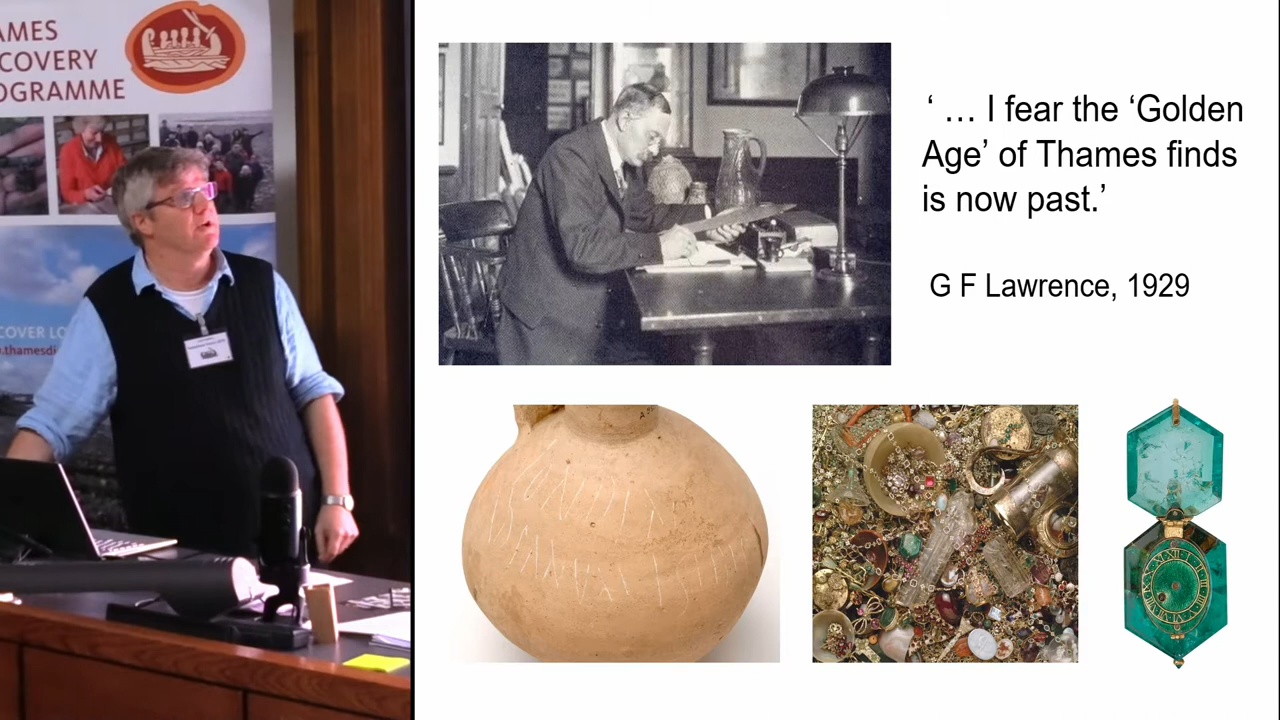 AMES
COVERY
OGRAMME
COVER LO
.thamesdi
‘ … I fear the ‘Golden
Age’ of Thames finds
is now past.’
G F Lawrence, 1929